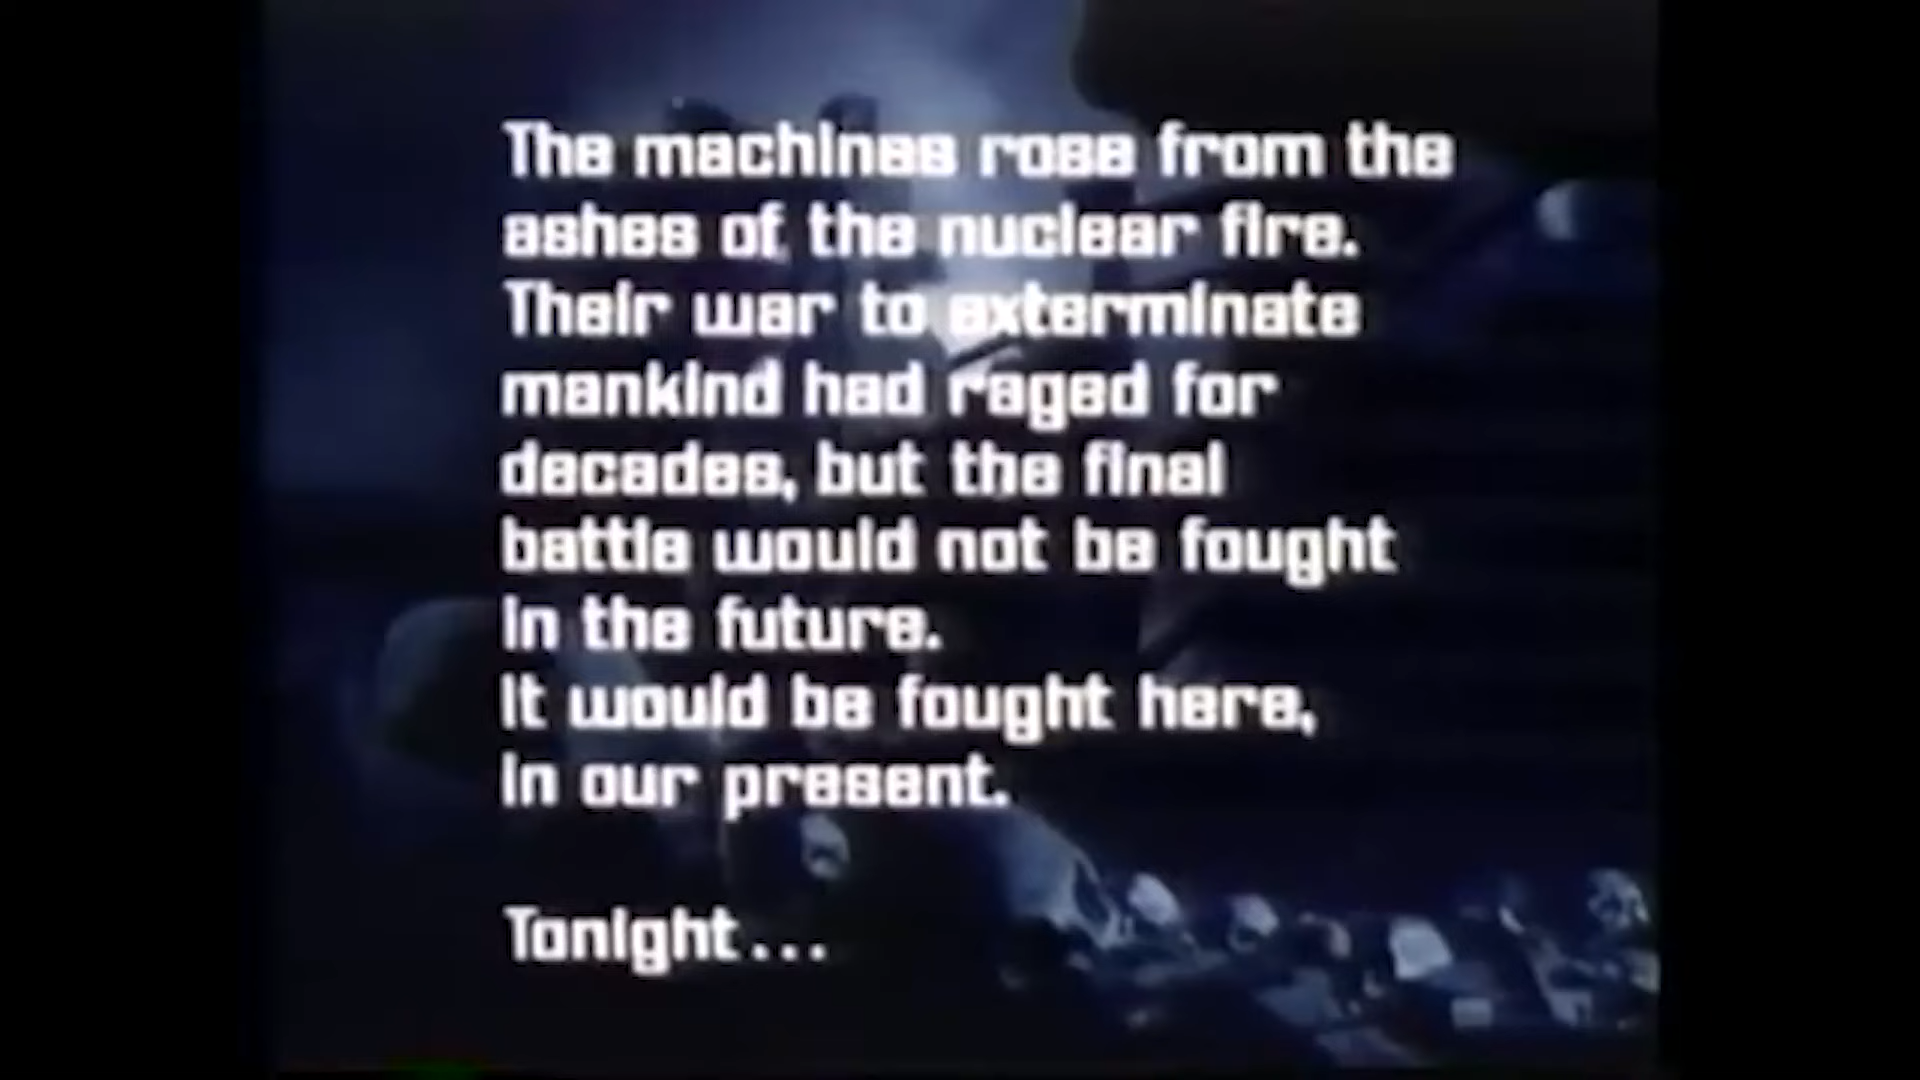 The machines rose from the
ashes of the nuclear fire.
Their war to exterminate
mankind had raged for
decades, but the final
battle would not be fought
in the future.
It would be fought here,
in our present.
Tonight...